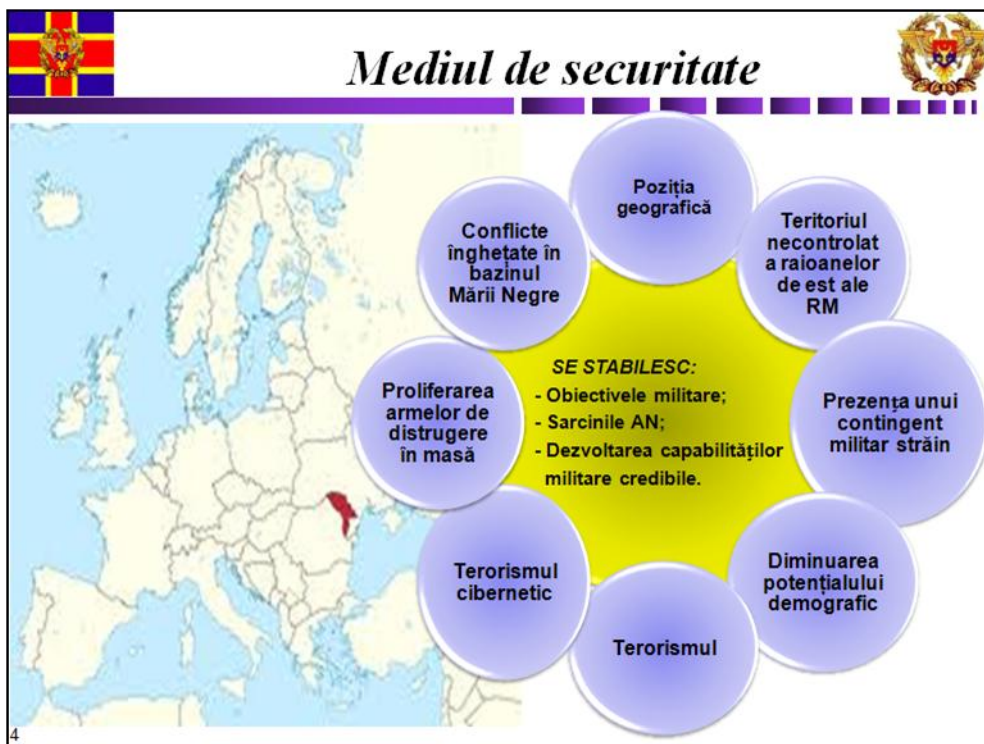 Mediul de securitate
Poziția
geografică
Teritoriul
necontrolat
a raioanelor
de est ale
RM
Prezența unui
contingent
militar străin
Diminuarea
potențialului
demografic
Terorismul
Terorismul
cibernetic
Proliferarea
armelor de
distrugere
în masă
Conflicte
înghețate în
bazinul
Mării Negre
SE STABILESC:
- Obiectivele militare;
- Sarcinile AN;
- Dezvoltarea capabilităților
militare credibile.
4